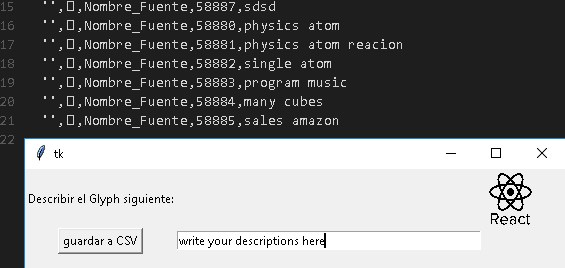 15 '',▯,Nombre_Fuente,58887,sdsd
16 '',▯,Nombre_Fuente,58880,physics atom
17 '',▯,Nombre_Fuente,58881,physics atom reacion
18 '',▯,Nombre_Fuente,58882,single atom
19 '',▯,Nombre_Fuente,58883,program music
20 '',▯,Nombre_Fuente,58884,many cubes
21 '',▯,Nombre_Fuente,58885,sales amazon
22
tk
Describir el Glyph siguiente:
React
guardar a CSV
write your descriptions here